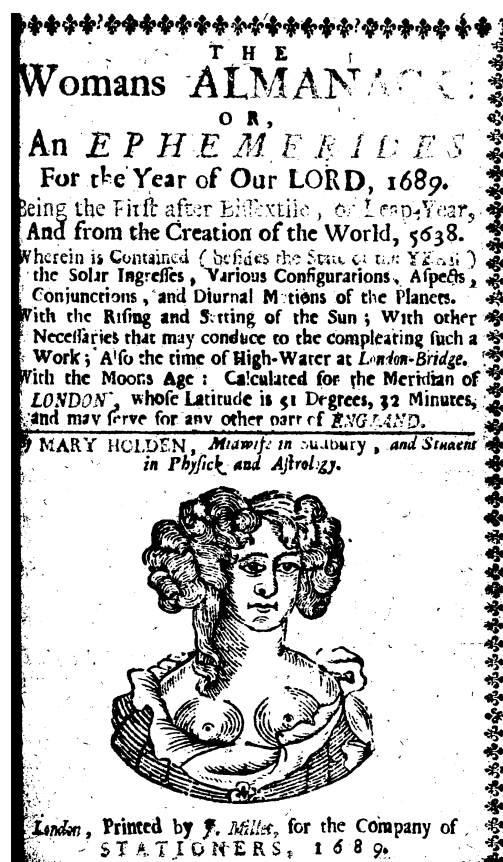 THE
Womans ALMANACK:
OR,
An EPHEMERIDES
For the Year of Our LORD, 1689.
Being the Firſt after Biſſextile, or Leap-Year,
And from the Creation of the World, 5638.
Wherein is Contained (beſides the State of the YEAR)
the Solar Ingreſſes, Various Configurations, Aſpects,
Conjunctions, and Diurnal Motions of the Planets.
With the Riſing and Setting of the Sun; With other
Neceſſaries that may conduce to the compleating ſuch a
Work; Alſo the time of High-Water at London-Bridge.
With the Moons Age: Calculated for the Meridian of
LONDON, whoſe Latitude is 51 Degrees, 32 Minutes,
and may ſerve for any other part of ENGLAND.
By MARY HOLDEN, Midwife in Sudbury, and Student
in Phyſick and Aſtrology.
London, Printed by J. Millet, for the Company of
STATIONERS, 1689.